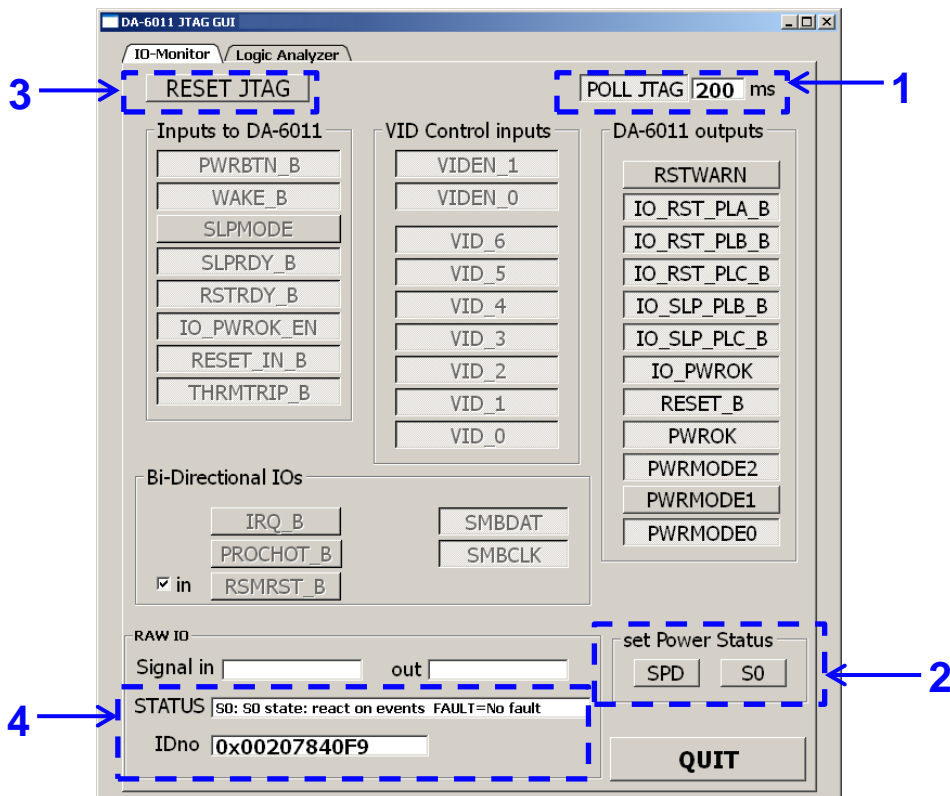 DA-6011 JTAG GUI
IO-Monitor Logic Analyzer
3 RESET JTAG POLL JTAG 200 ms 1
Inputs to DA-6011
PWRBTN_B
WAKE_B
SLPMODE
SLPRDY_B
RSTRDY_B
IO_PWROK_EN
RESET_IN_B
THRMTRIP_B
VID Control inputs
VIDEN_1
VIDEN_0
VID_6
VID_5
VID_4
VID_3
VID_2
VID_1
VID_0
DA-6011 outputs
RSTWARN
IO_RST_PLA_B
IO_RST_PLB_B
IO_RST_PLC_B
IO_SLP_PLB_B
IO_SLP_PLC_B
IO_PWROK
RESET_B
PWROK
PWRMODE2
PWRMODE1
PWRMODE0
Bi-Directional IOs
IRQ_B SMBDAT
PROCHOT_B SMBCLK
in RSMRST_B
RAW IO
Signal in out
4 STATUS S0: S0 state: react on events FAULT=No fault
IDno 0x00207840F9
set Power Status
SPD S0 2
QUIT